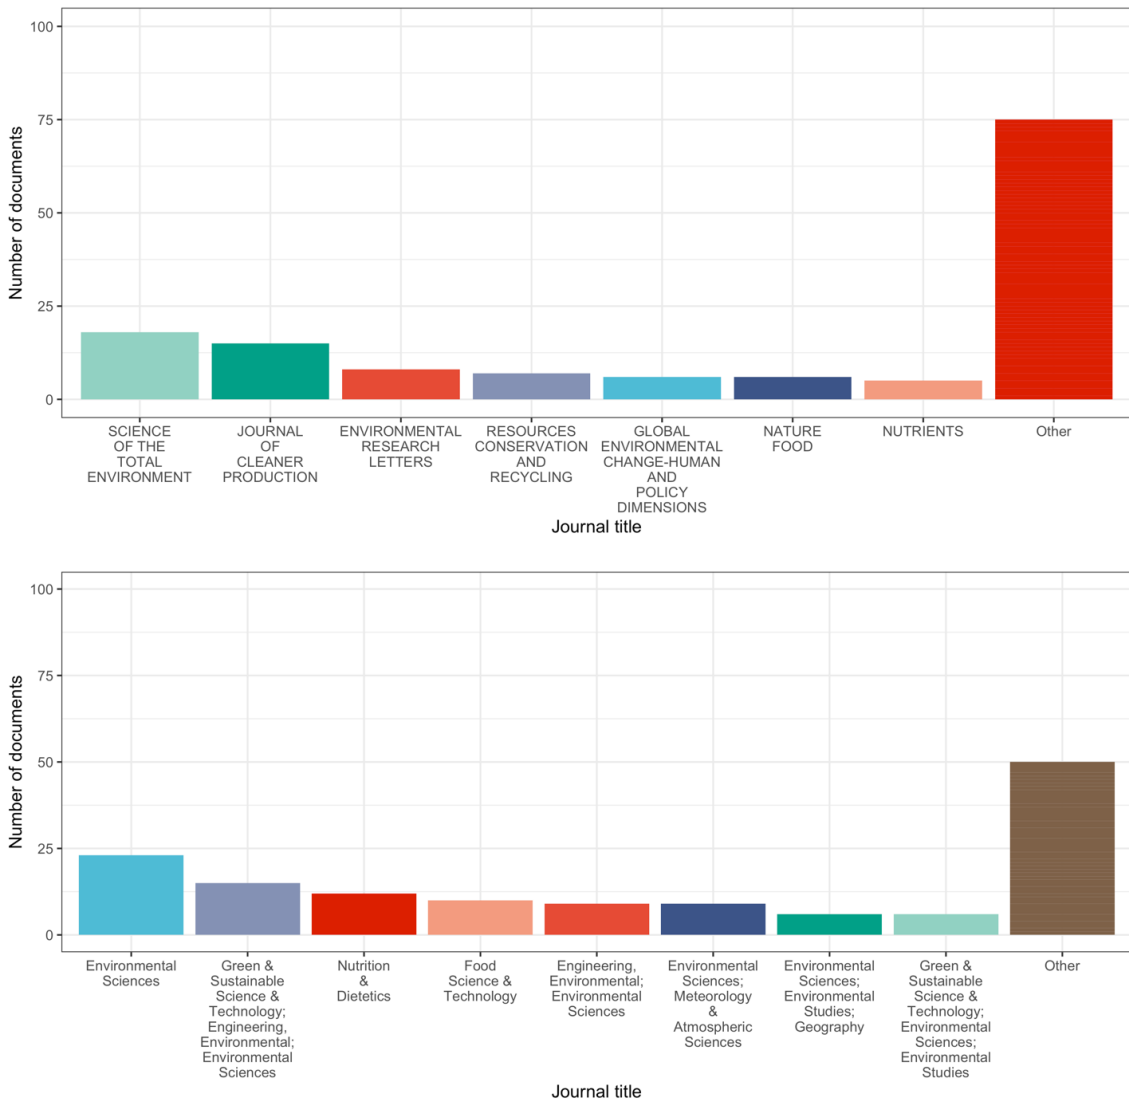 100
75
50
25
0
Number of documents
SCIENCE
OF THE
TOTAL
ENVIRONMENT
JOURNAL
OF
CLEANER
PRODUCTION
ENVIRONMENTAL
RESEARCH
LETTERS
RESOURCES
CONSERVATION
AND
RECYCLING
GLOBAL
ENVIRONMENTAL
CHANGE-HUMAN
AND
POLICY
DIMENSIONS
NATURE
FOOD
NUTRIENTS
Other
Journal title
100
75
50
25
0
Number of documents
Environmental
Sciences
Green &
Sustainable
Science &
Technology;
Engineering,
Environmental;
Environmental
Sciences
Nutrition
&
Dietetics
Food
Science &
Technology
Engineering,
Environmental;
Environmental
Sciences
Environmental
Sciences;
Meteorology
&
Atmospheric
Sciences
Environmental
Sciences;
Environmental
Studies;
Geography
Green &
Sustainable
Science &
Technology;
Environmental
Sciences;
Environmental
Studies
Other
Journal title